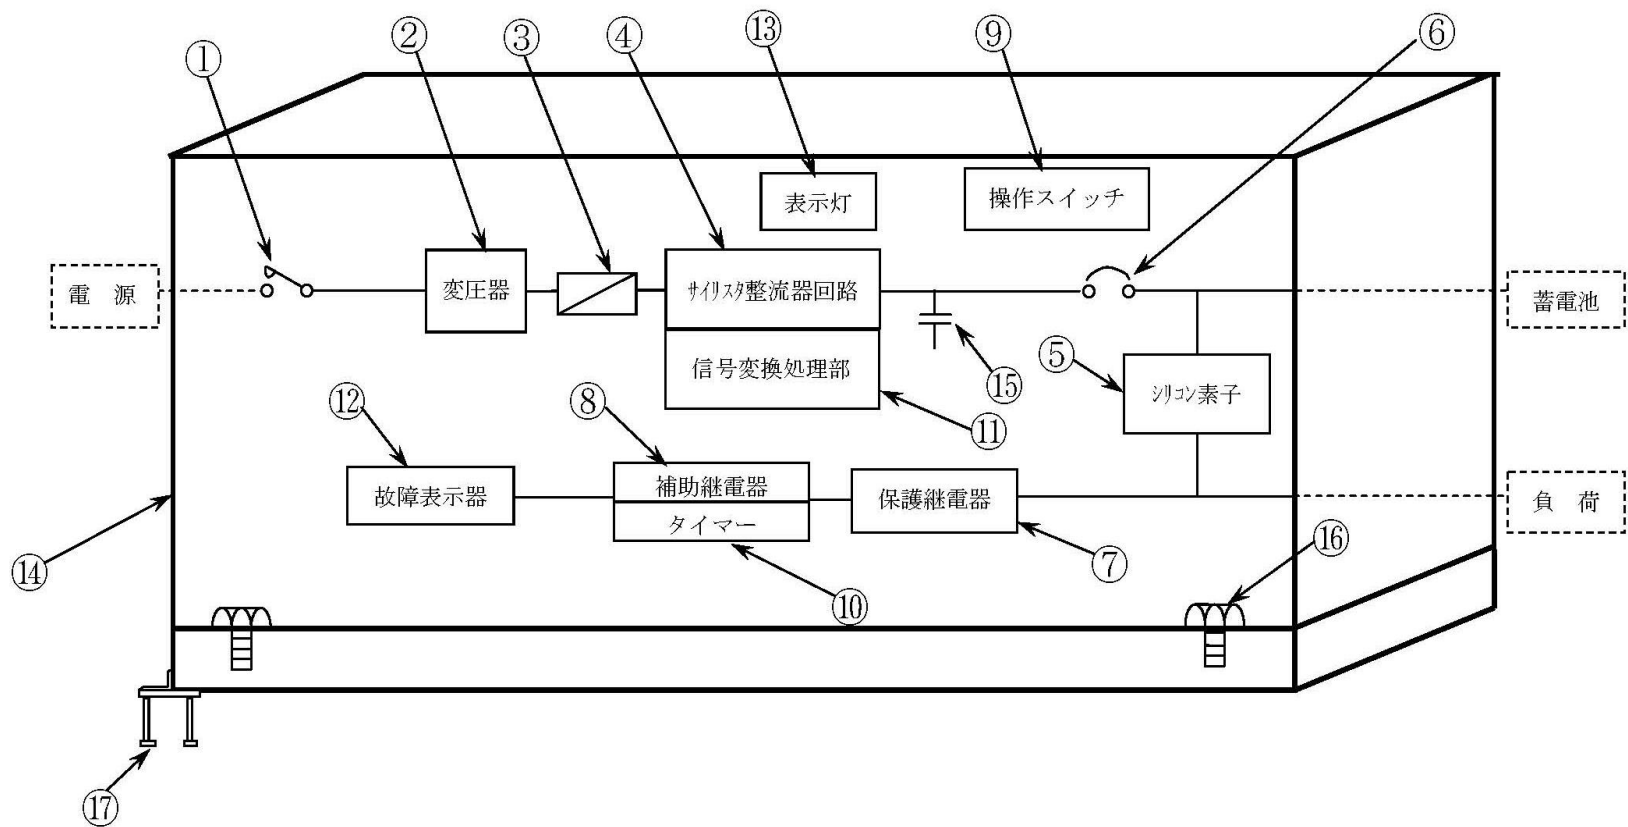 ① ② ③ ④ ⑬ ⑨ ⑥
表示灯
操作スイッチ
電 源
変圧器
サイリスタ整流器回路
蓄電池
信号変換処理部
⑮
⑤
シリコン素子
⑫
⑧
⑪
故障表示器
補助継電器
タイマー
保護継電器
負 荷
⑭
⑩
⑦
⑯
⑰